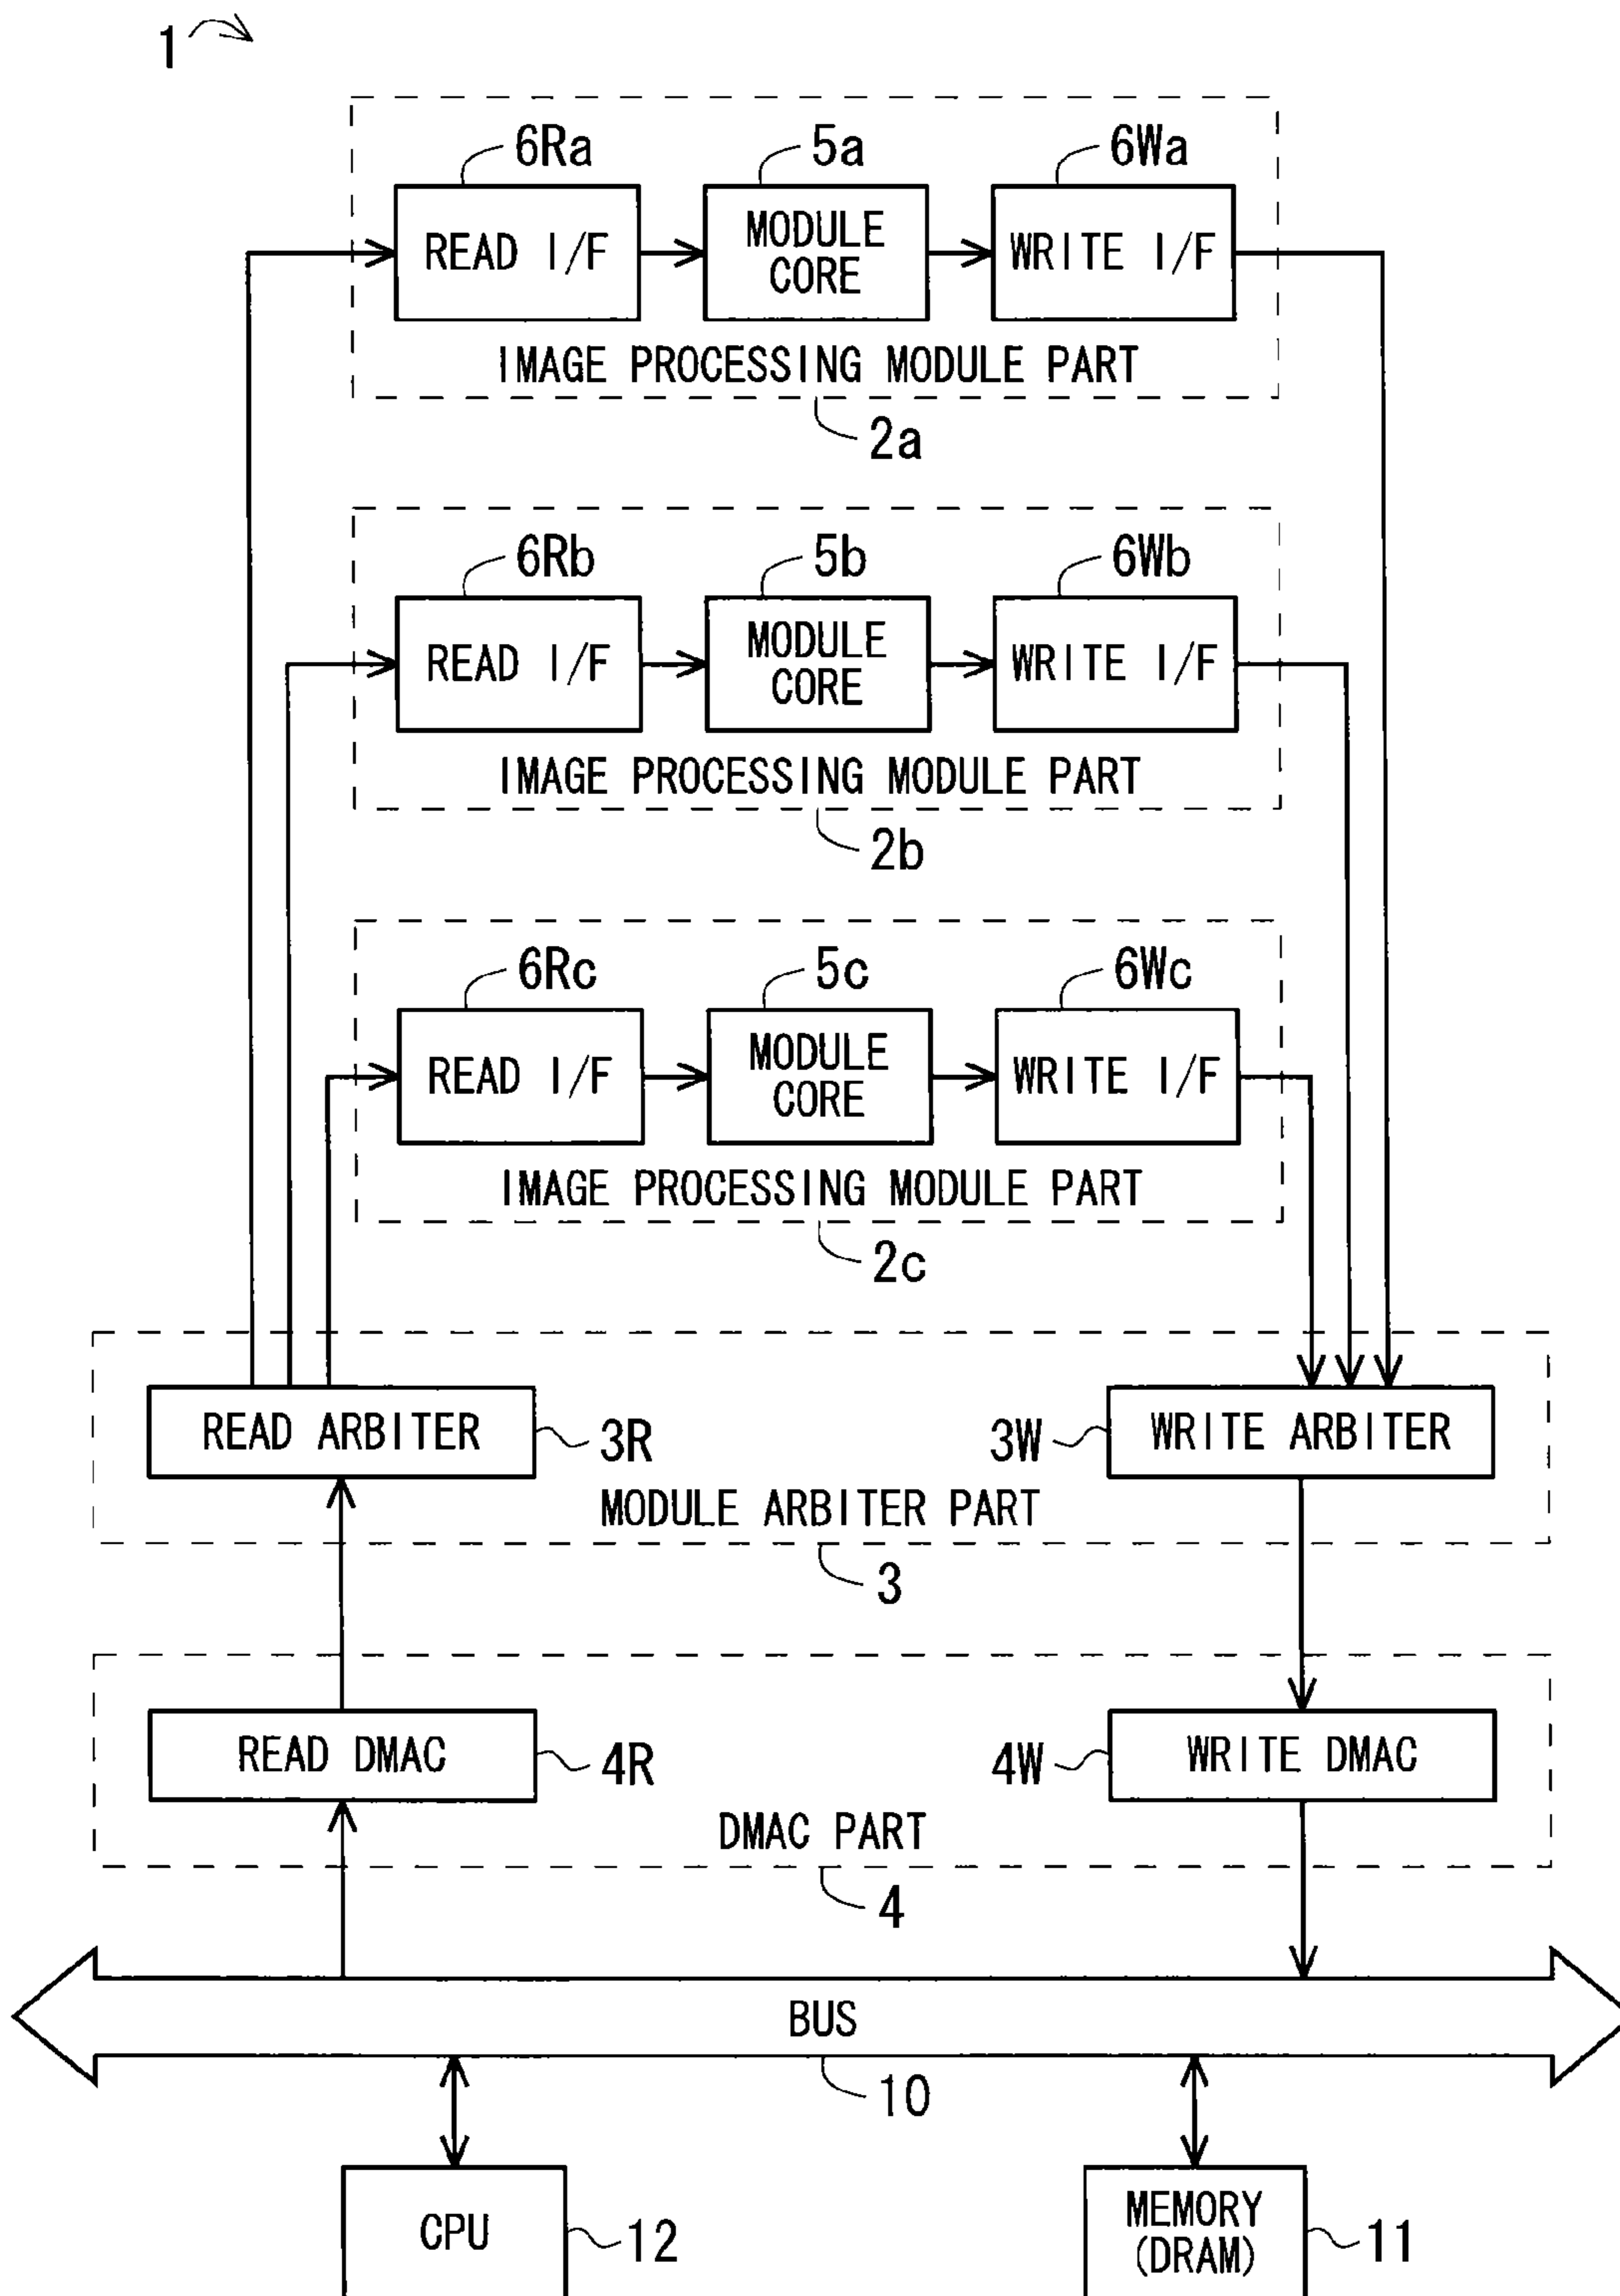 1
6Ra 5a 6Wa
READ I/F MODULE CORE WRITE I/F
IMAGE PROCESSING MODULE PART
2a
6Rb 5b 6Wb
READ I/F MODULE CORE WRITE I/F
IMAGE PROCESSING MODULE PART
2b
6Rc 5c 6Wc
READ I/F MODULE CORE WRITE I/F
IMAGE PROCESSING MODULE PART
2c
READ ARBITER 3R 3W WRITE ARBITER
MODULE ARBITER PART
3
READ DMAC 4R 4W WRITE DMAC
DMAC PART
4
BUS
10
CPU 12 MEMORY (DRAM) 11